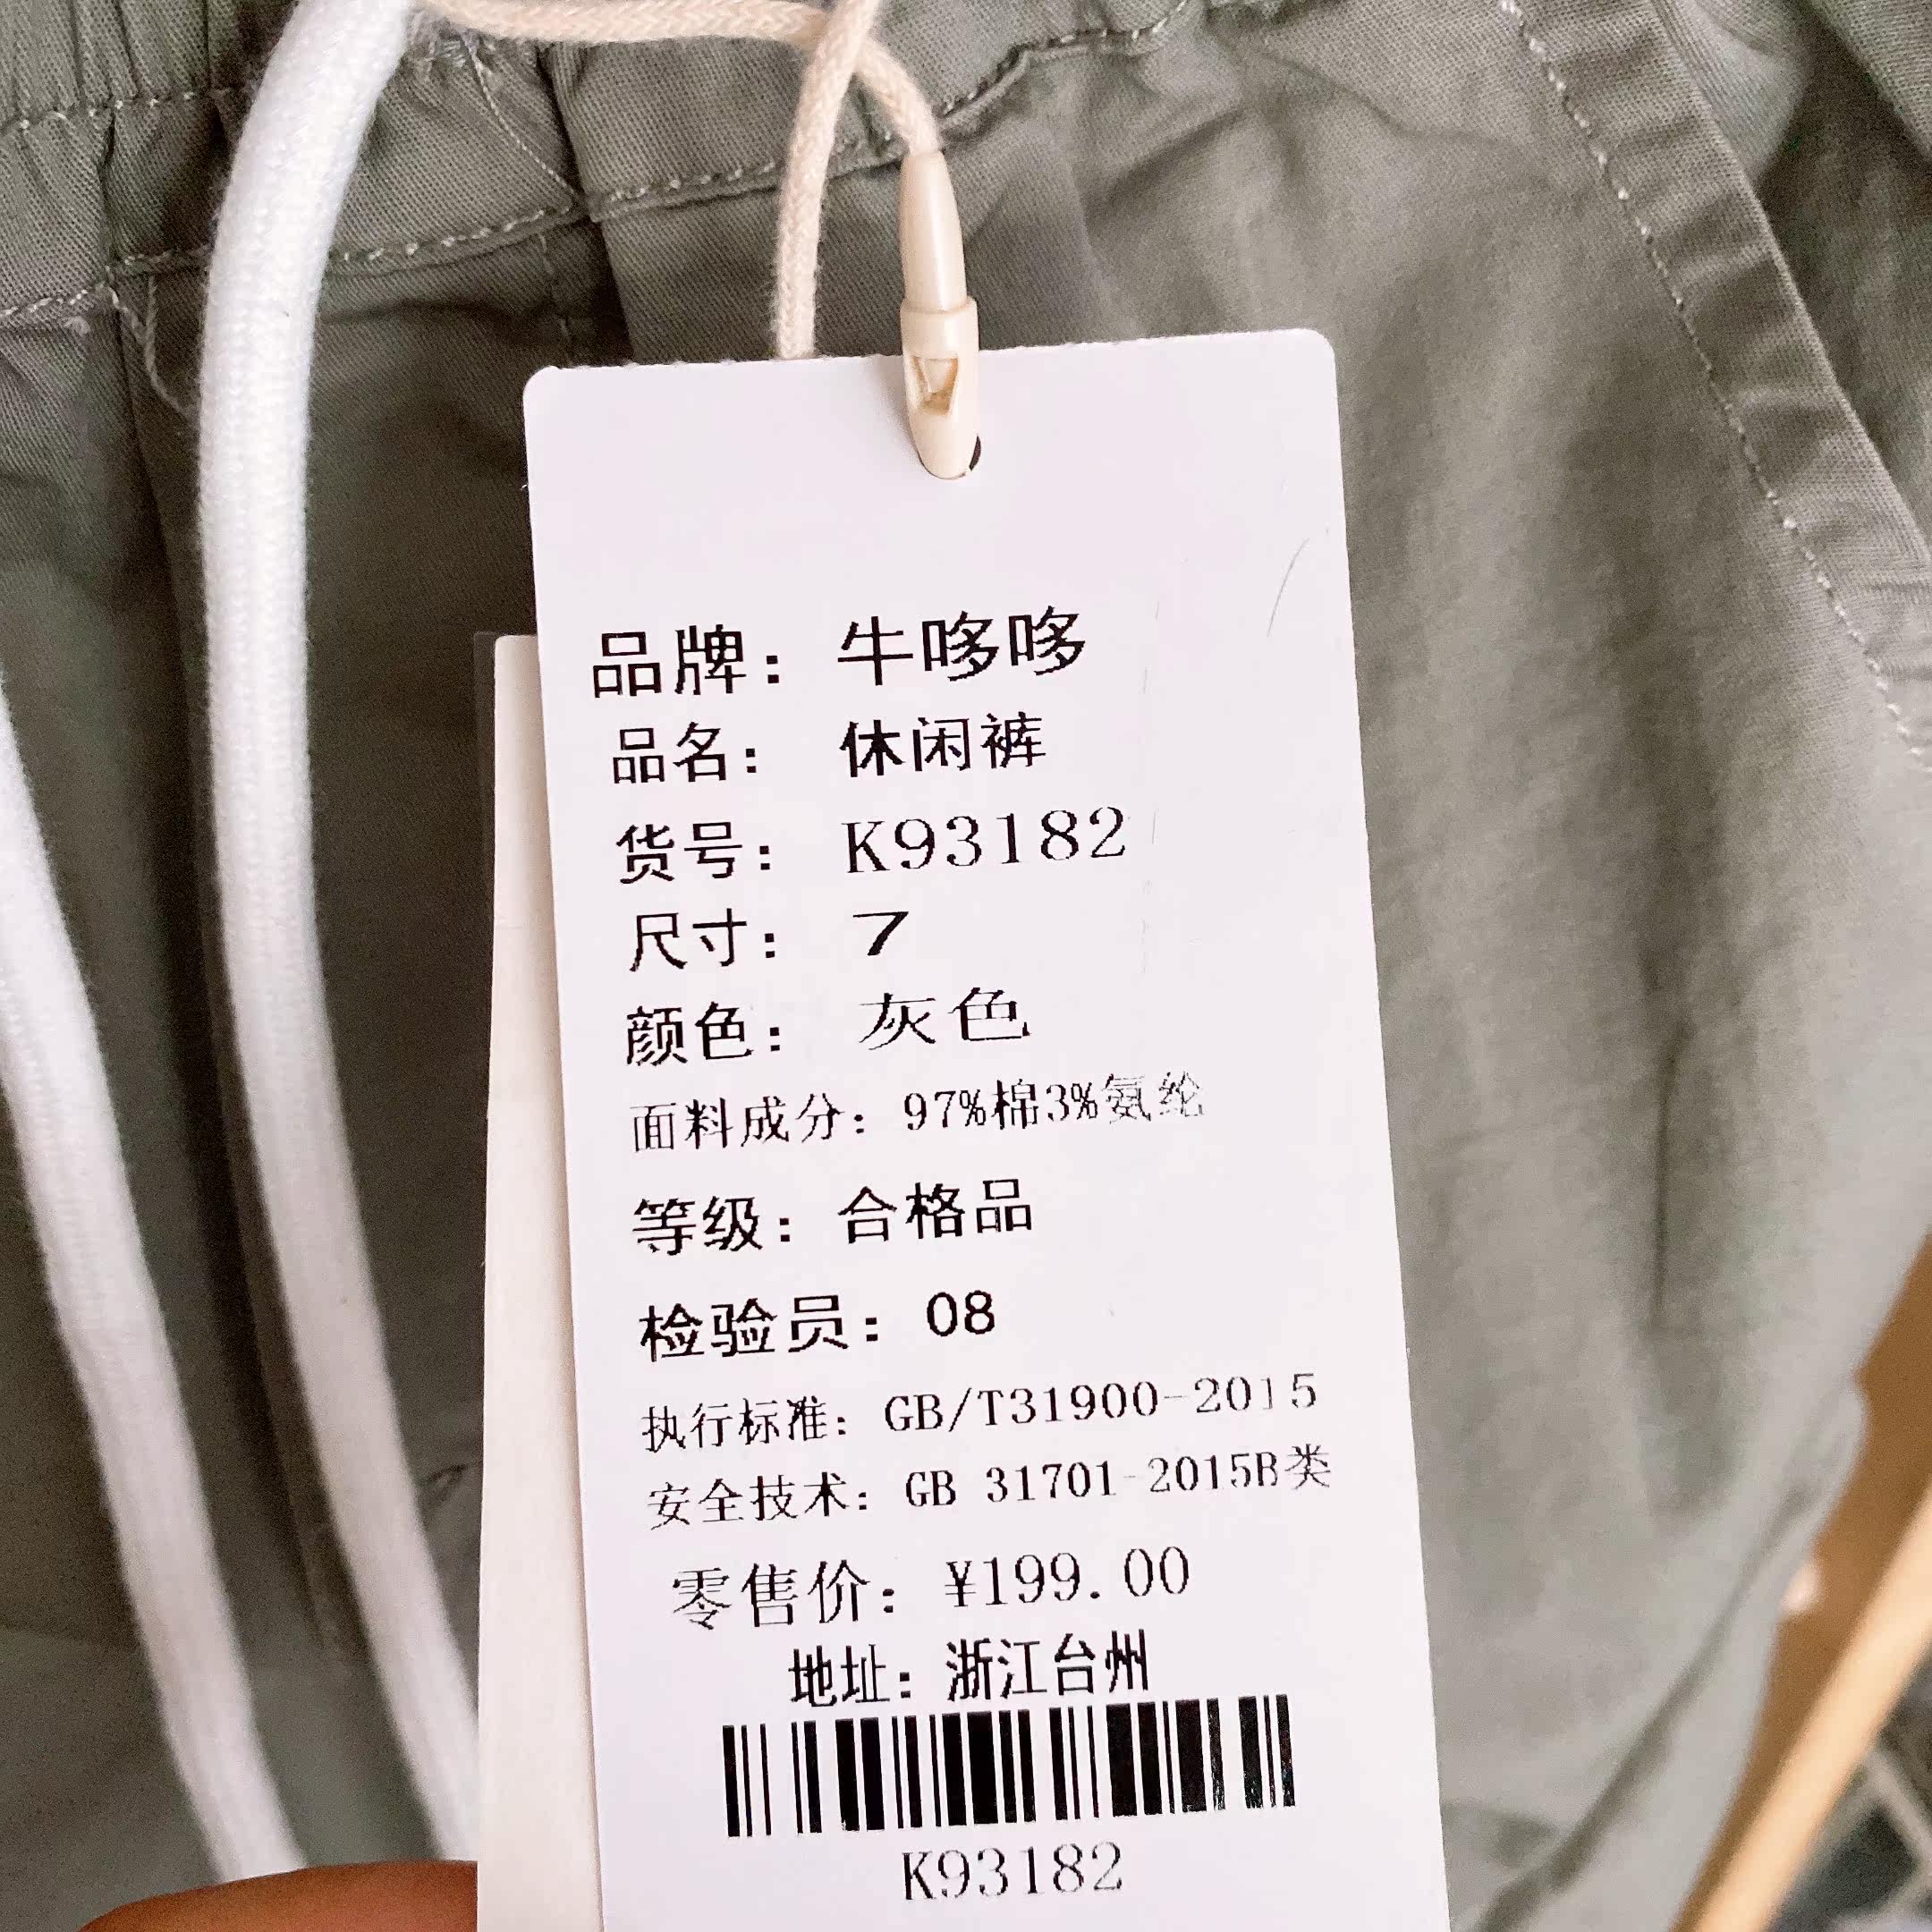 品牌：牛哆哆
品名：休闲裤
货号：K93182
尺寸：7
颜色：灰色
面料成分：97%棉3%氨纶
等级：合格品
检验员：08
执行标准：GB/T31900-2015
安全技术：GB 31701-2015B类
零售价：¥199.00
地址：浙江台州
K93182